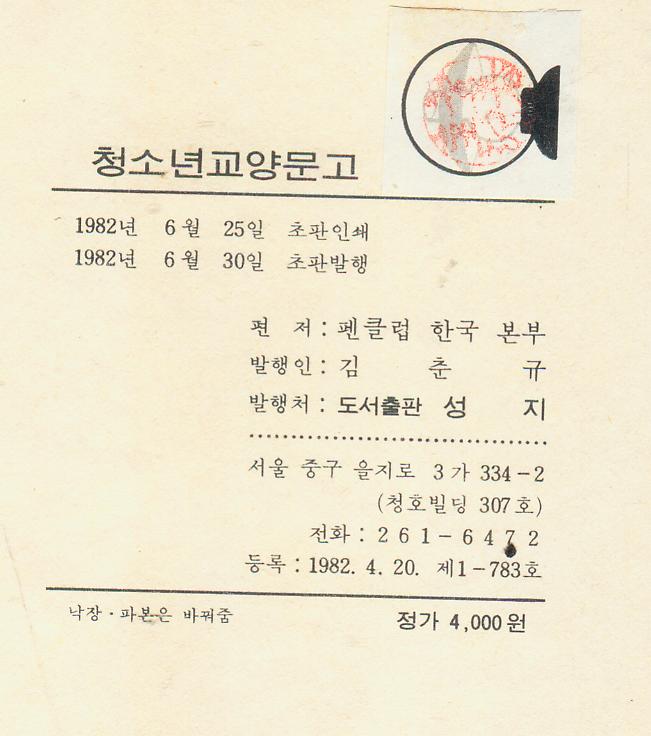 청소년교양문고
1982년 6월 25일 초판인쇄
1982년 6월 30일 초판발행
편 저 : 펜클럽 한국 본부
발행인 : 김 춘 규
발행처 : 도서출판 성 지
서울 중구 을지로 3가 334-2
(청호빌딩 307호)
전화 : 261-6472
등록 : 1982. 4. 20. 제1-783호
낙장·파본은 바꿔줌
정가 4,000원